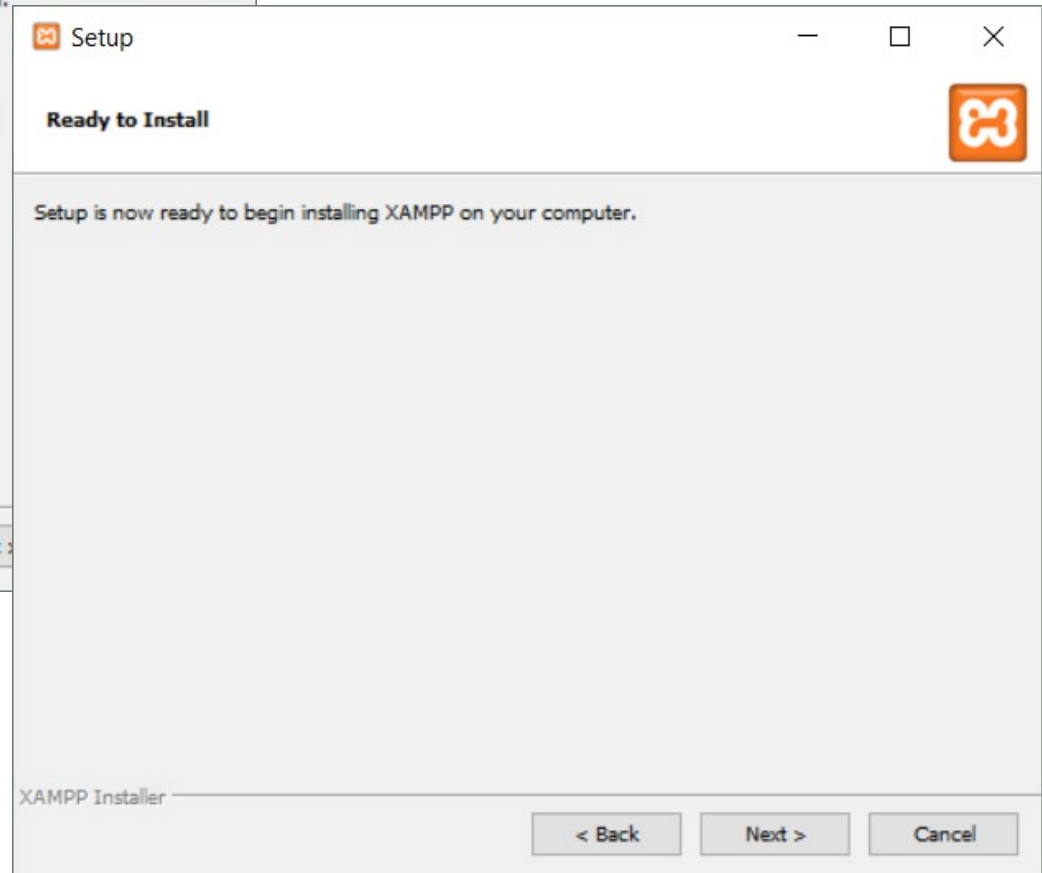 Setup
Ready to Install
Setup is now ready to begin installing XAMPP on your computer.
XAMPP Installer
< Back
Next >
Cancel